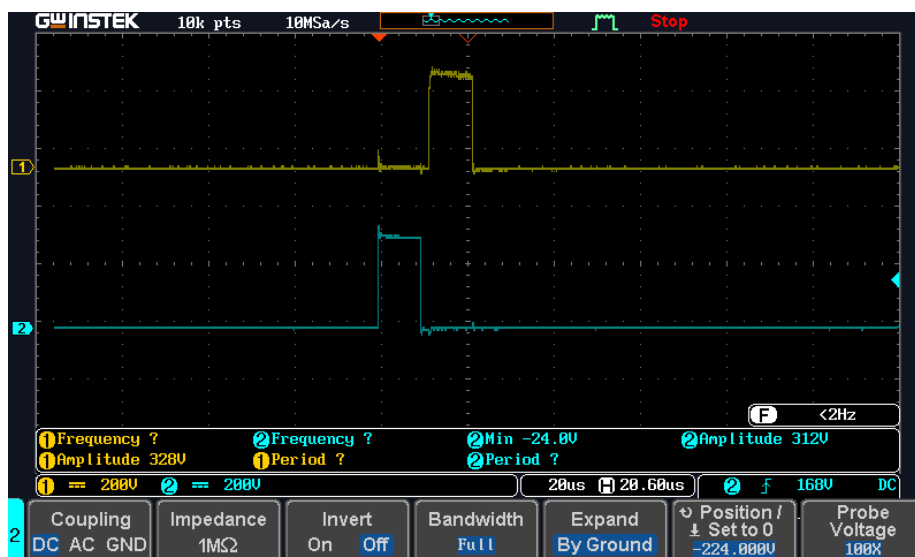 GWINSTEK 10k pts 10MSa/s Stop
1
2
F <2Hz
1 Frequency ? 2 Frequency ? 2 Min -24.0V 2 Amplitude 312V
1 Amplitude 328V 1 Period ? 2 Period ?
1 200V 2 200V 20us H 20.60us 2 168V DC
2
Coupling Impedance Invert Bandwidth Expand Position / Probe
Set to 0 Voltage
DC AC GND 1MΩ On Off Full By Ground -224.000V 100X